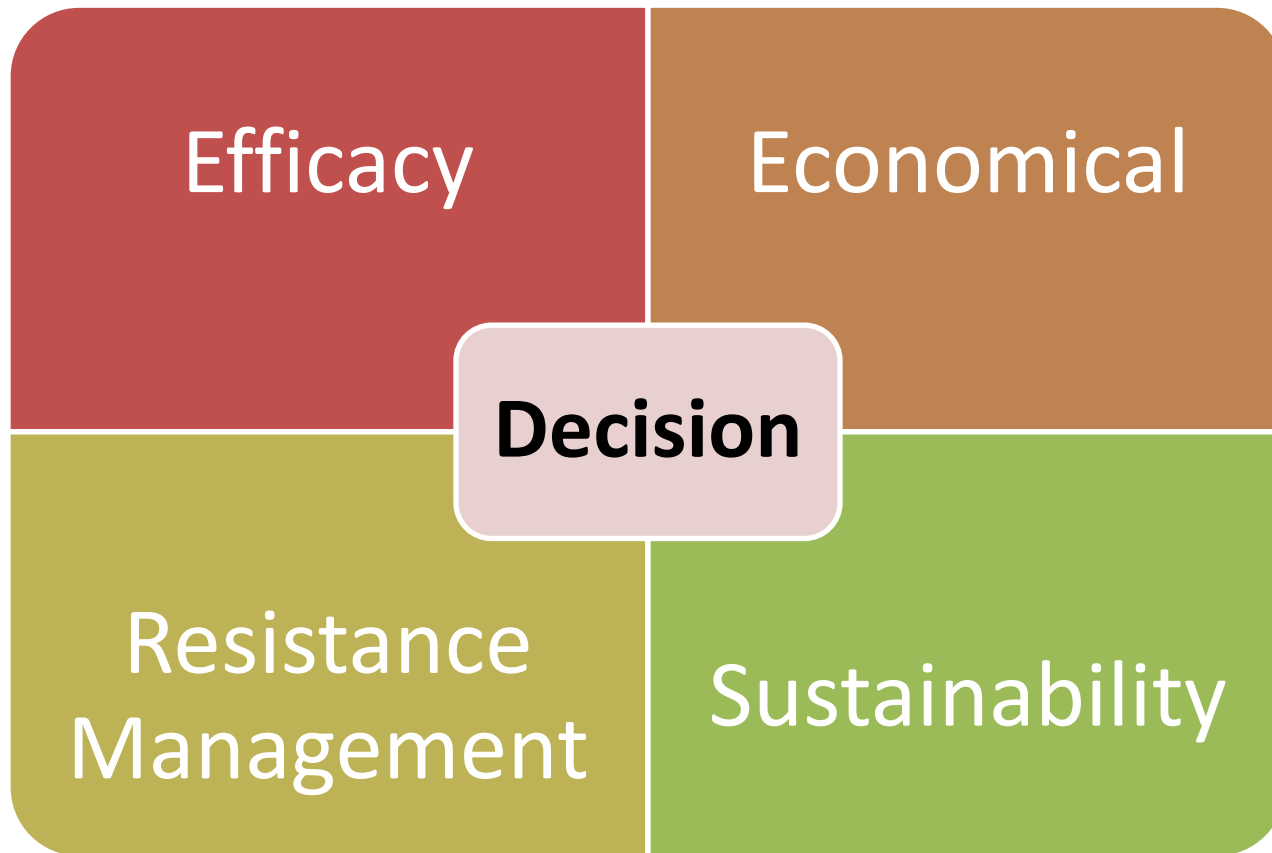 Efficacy
Economical
Decision
Resistance
Management
Sustainability